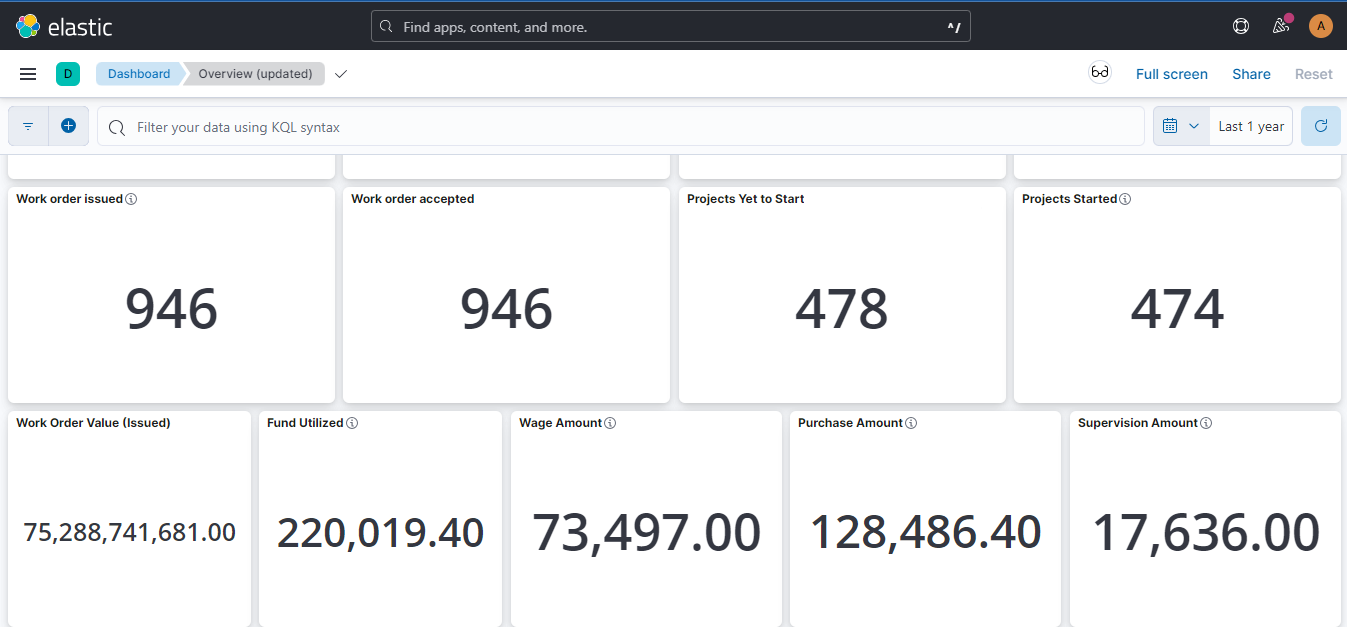 elastic
Find apps, content, and more.
^/
A
D
Dashboard
Overview (updated)
Full screen
Share
Reset
Filter your data using KQL syntax
Last 1 year
Work order issued
946
Work order accepted
946
Projects Yet to Start
478
Projects Started
474
Work Order Value (Issued)
75,288,741,681.00
Fund Utilized
220,019.40
Wage Amount
73,497.00
Purchase Amount
128,486.40
Supervision Amount
17,636.00